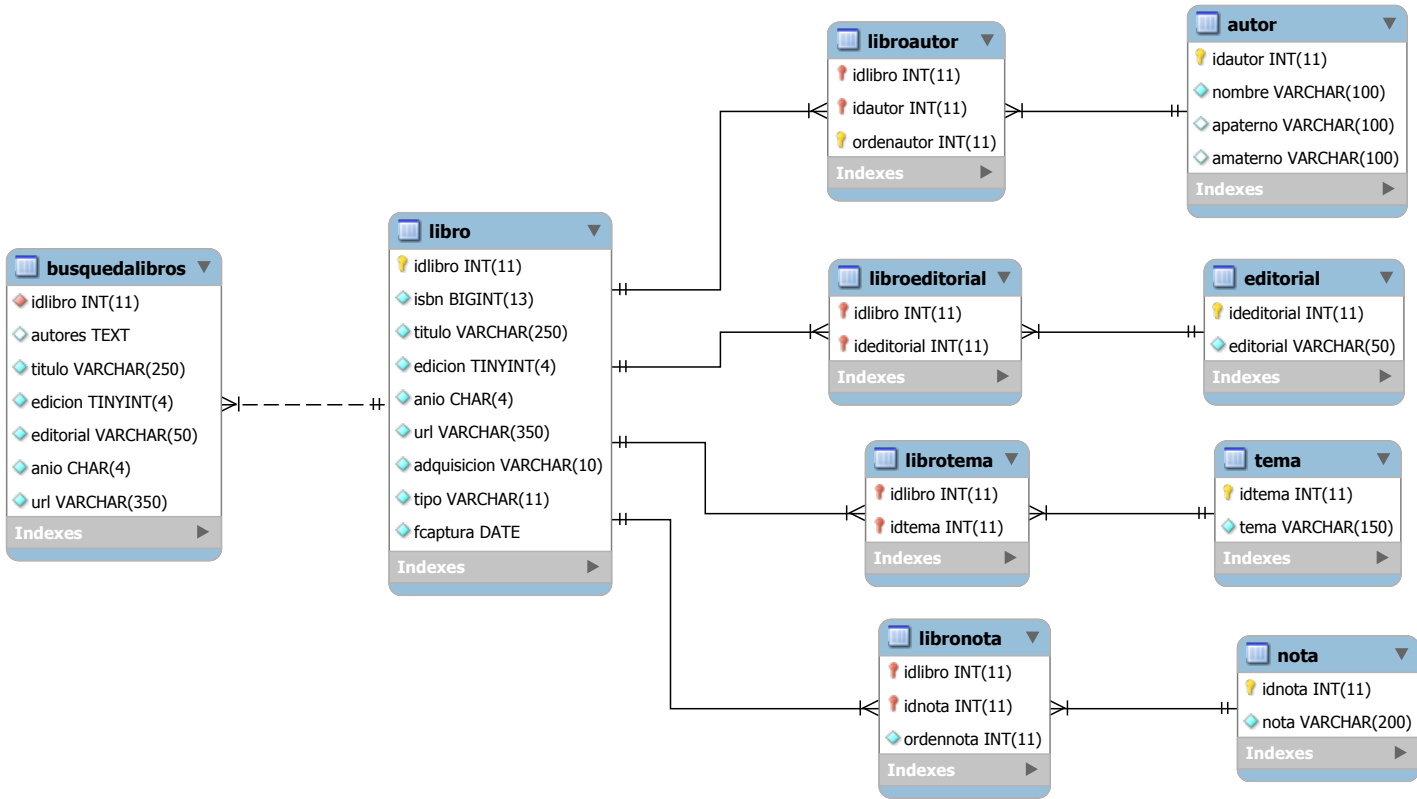 busquedalibros
idlibro INT(11)
autores TEXT
titulo VARCHAR(250)
edicion TINYINT(4)
editorial VARCHAR(50)
anio CHAR(4)
url VARCHAR(350)
Indexes
libro
idlibro INT(11)
isbn BIGINT(13)
titulo VARCHAR(250)
edicion TINYINT(4)
anio CHAR(4)
url VARCHAR(350)
adquisicion VARCHAR(10)
tipo VARCHAR(11)
fcaptura DATE
Indexes
libroautor
idlibro INT(11)
idautor INT(11)
ordenautor INT(11)
Indexes
autor
idautor INT(11)
nombre VARCHAR(100)
apaterno VARCHAR(100)
amaterno VARCHAR(100)
Indexes
libroeditorial
idlibro INT(11)
ideditorial INT(11)
Indexes
editorial
ideditorial INT(11)
editorial VARCHAR(50)
Indexes
librotema
idlibro INT(11)
idtema INT(11)
Indexes
tema
idtema INT(11)
tema VARCHAR(150)
Indexes
libronota
idlibro INT(11)
idnota INT(11)
ordennota INT(11)
Indexes
nota
idnota INT(11)
nota VARCHAR(200)
Indexes